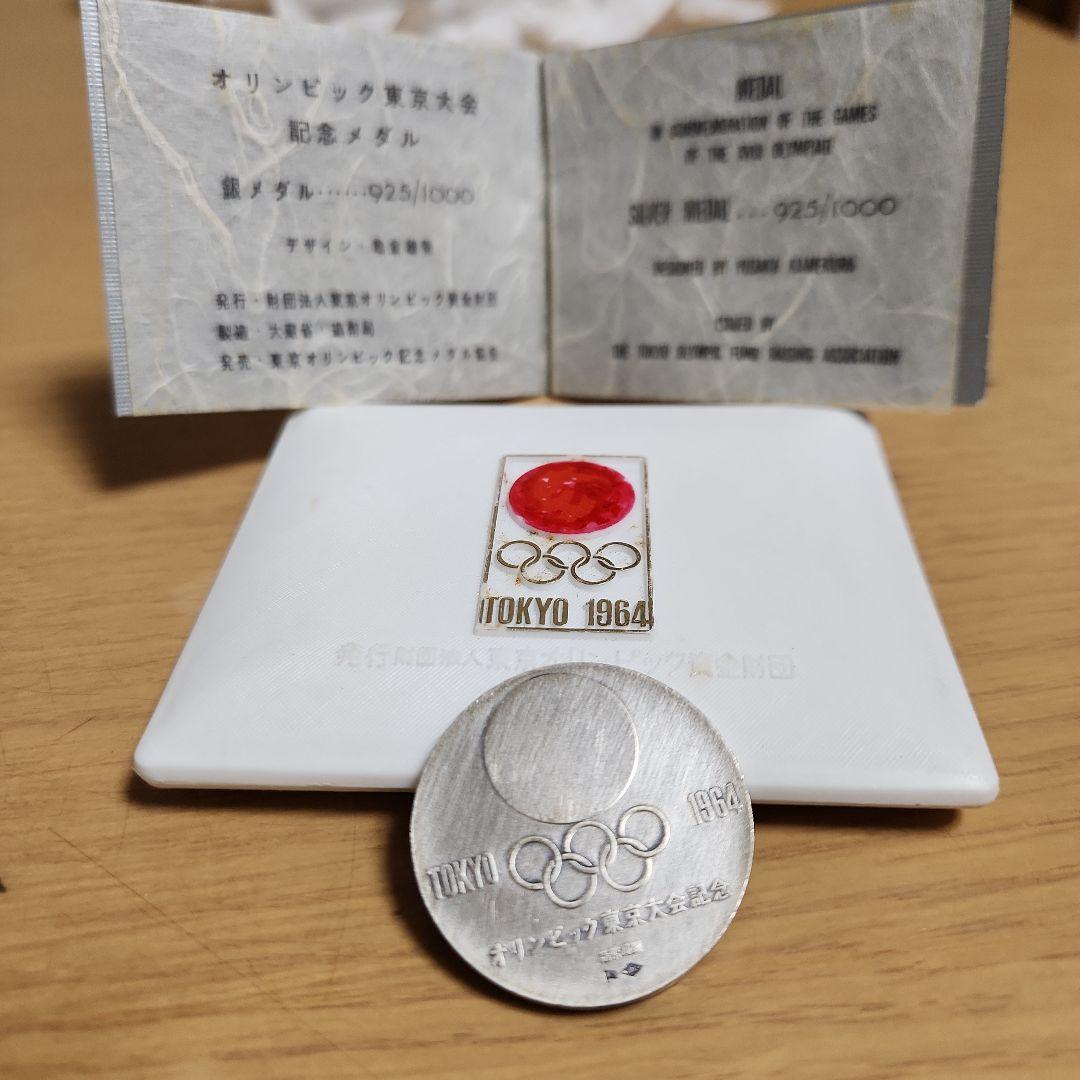 オリンピック東京大会
記念メダル
銀メダル……925/1000
デザイン・亀倉雄策
発行・財団法人東京オリンピック資金財団
製造・大蔵省 造幣局
発売・東京オリンピック記念メダル協会
MEDAL
IN COMMEMORATION OF THE GAMES
OF THE XVIII OLYMPIAD
SILVER MEDAL...925/1000
DESIGNED BY YUSAKU KAMEKURA
BY
THE TOKYO OLYMPIC FUND RAISING ASSOCIATION
TOKYO 1964
発行 財団法人東京オリンピック資金財団
TOKYO 1964
オリンピック東京大会記念